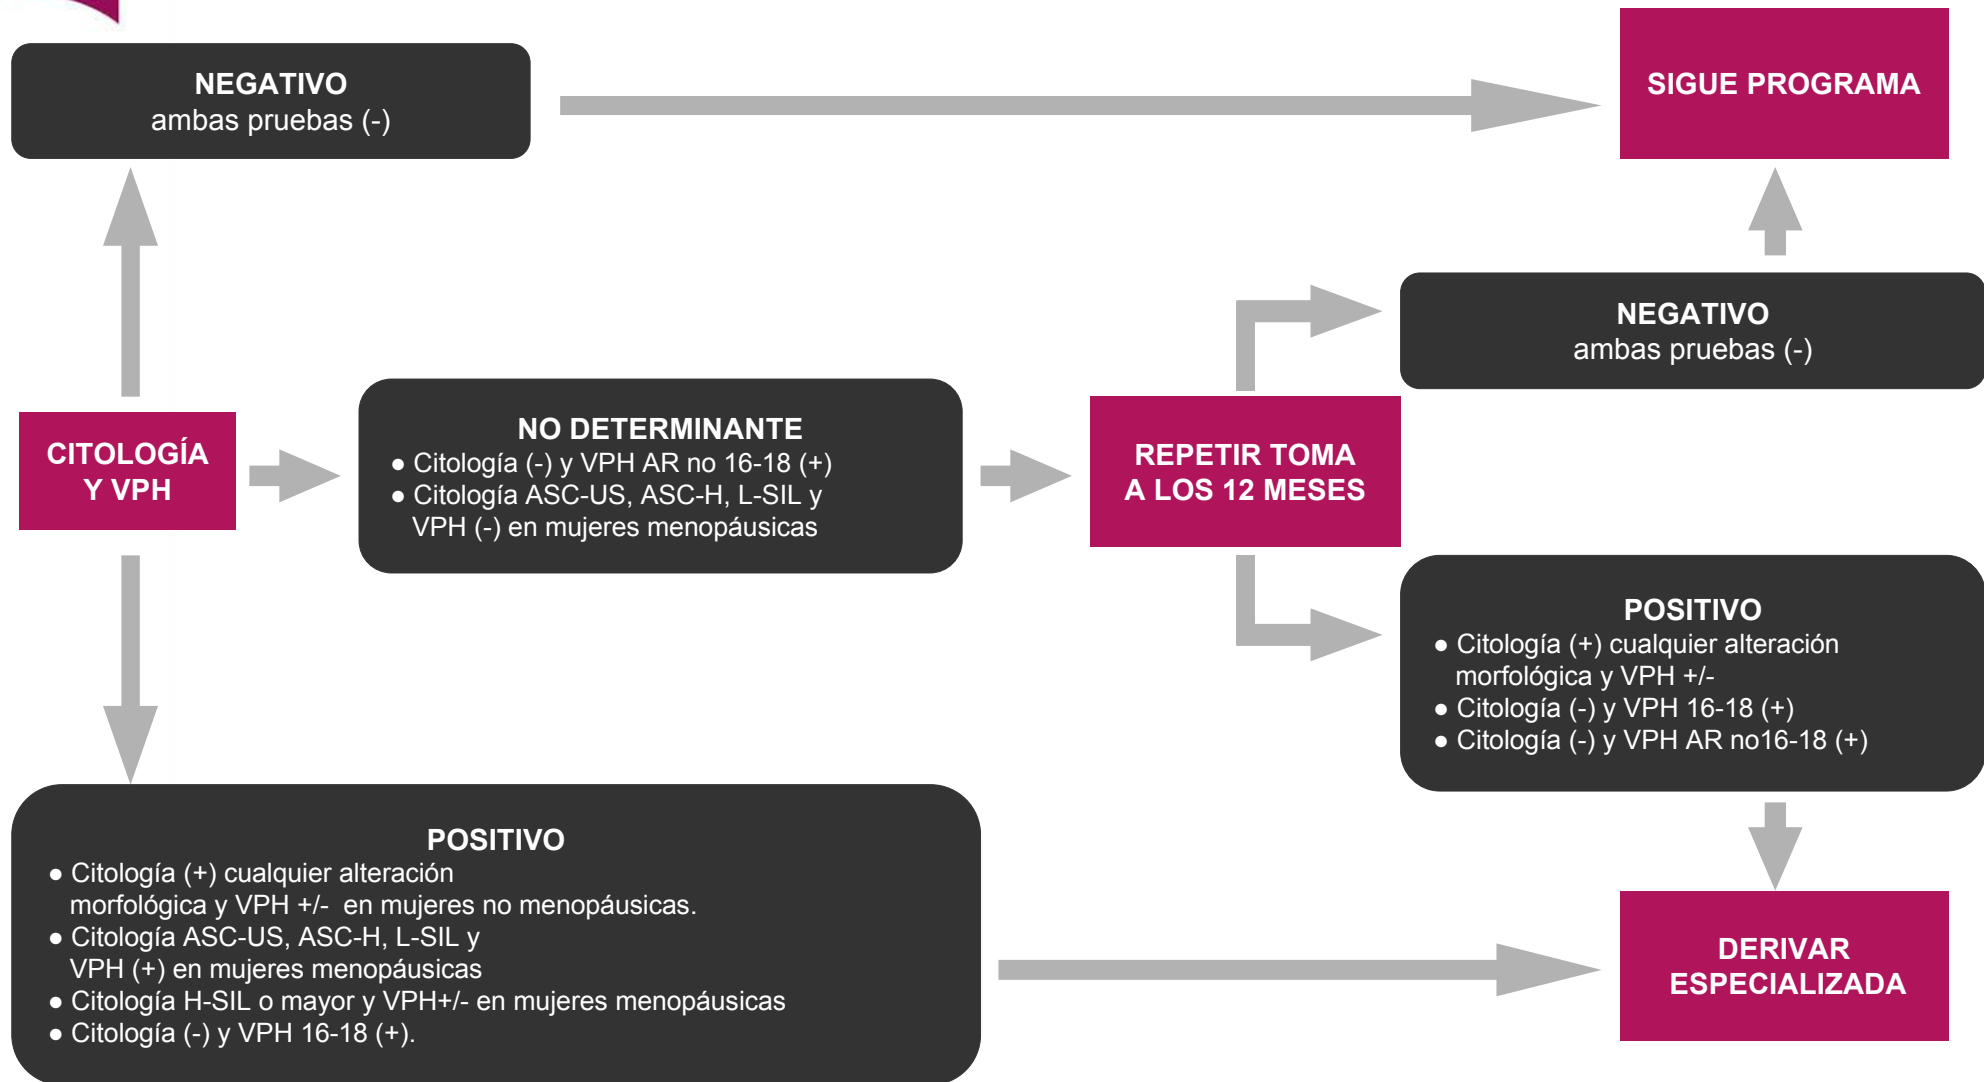 NEGATIVO
ambas pruebas (-)
SIGUE PROGRAMA
NEGATIVO
ambas pruebas (-)
CITOLOGÍA
Y VPH
NO DETERMINANTE
● Citología (-) y VPH AR no 16-18 (+)
● Citología ASC-US, ASC-H, L-SIL y
VPH (-) en mujeres menopáusicas
REPETIR TOMA
A LOS 12 MESES
POSITIVO
● Citología (+) cualquier alteración
morfológica y VPH +/-
● Citología (-) y VPH 16-18 (+)
● Citología (-) y VPH AR no16-18 (+)
POSITIVO
● Citología (+) cualquier alteración
morfológica y VPH +/- en mujeres no menopáusicas.
● Citología ASC-US, ASC-H, L-SIL y
VPH (+) en mujeres menopáusicas
● Citología H-SIL o mayor y VPH+/- en mujeres menopáusicas
● Citología (-) y VPH 16-18 (+).
DERIVAR
ESPECIALIZADA